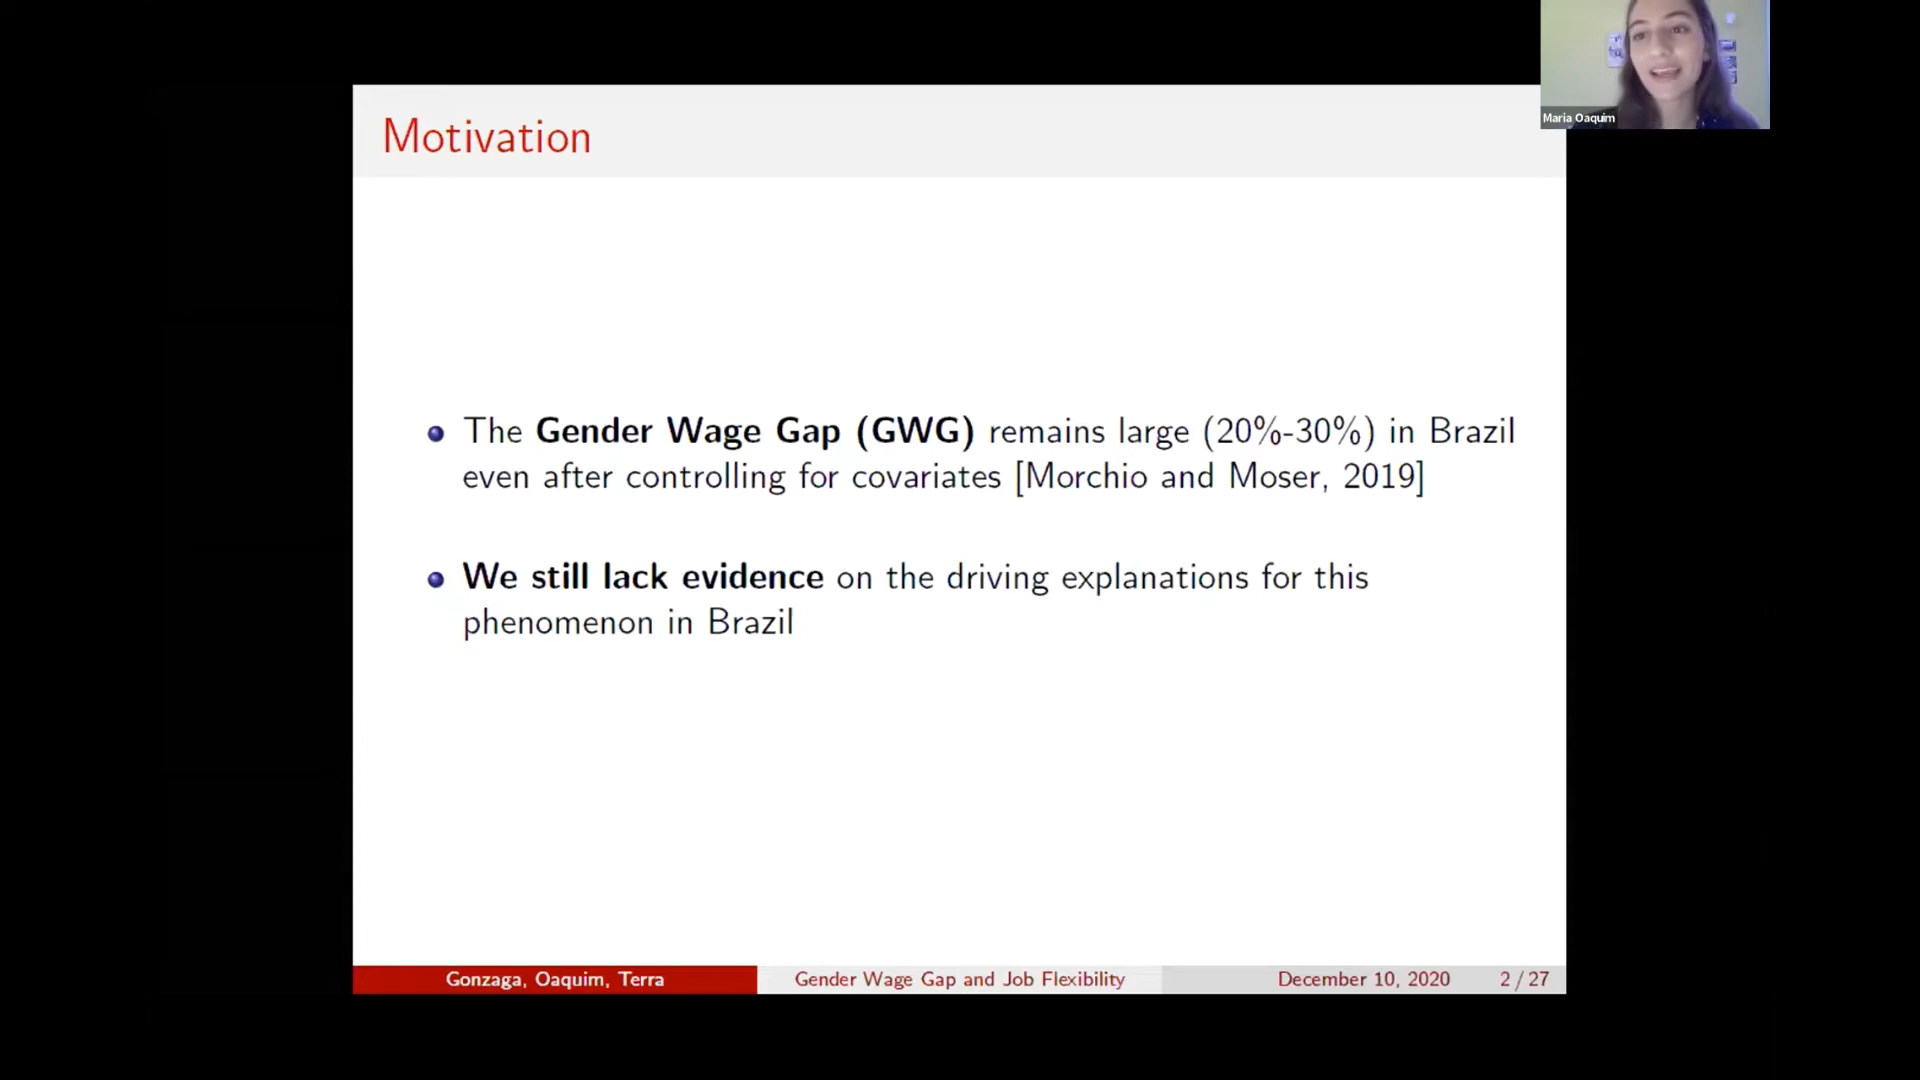 Maria Oaquim
Motivation
The Gender Wage Gap (GWG) remains large (20%-30%) in Brazil
even after controlling for covariates [Morchio and Moser, 2019]
We still lack evidence on the driving explanations for this
phenomenon in Brazil
Gonzaga, Oaquim, Terra
Gender Wage Gap and Job Flexibility
December 10, 2020
2 / 27